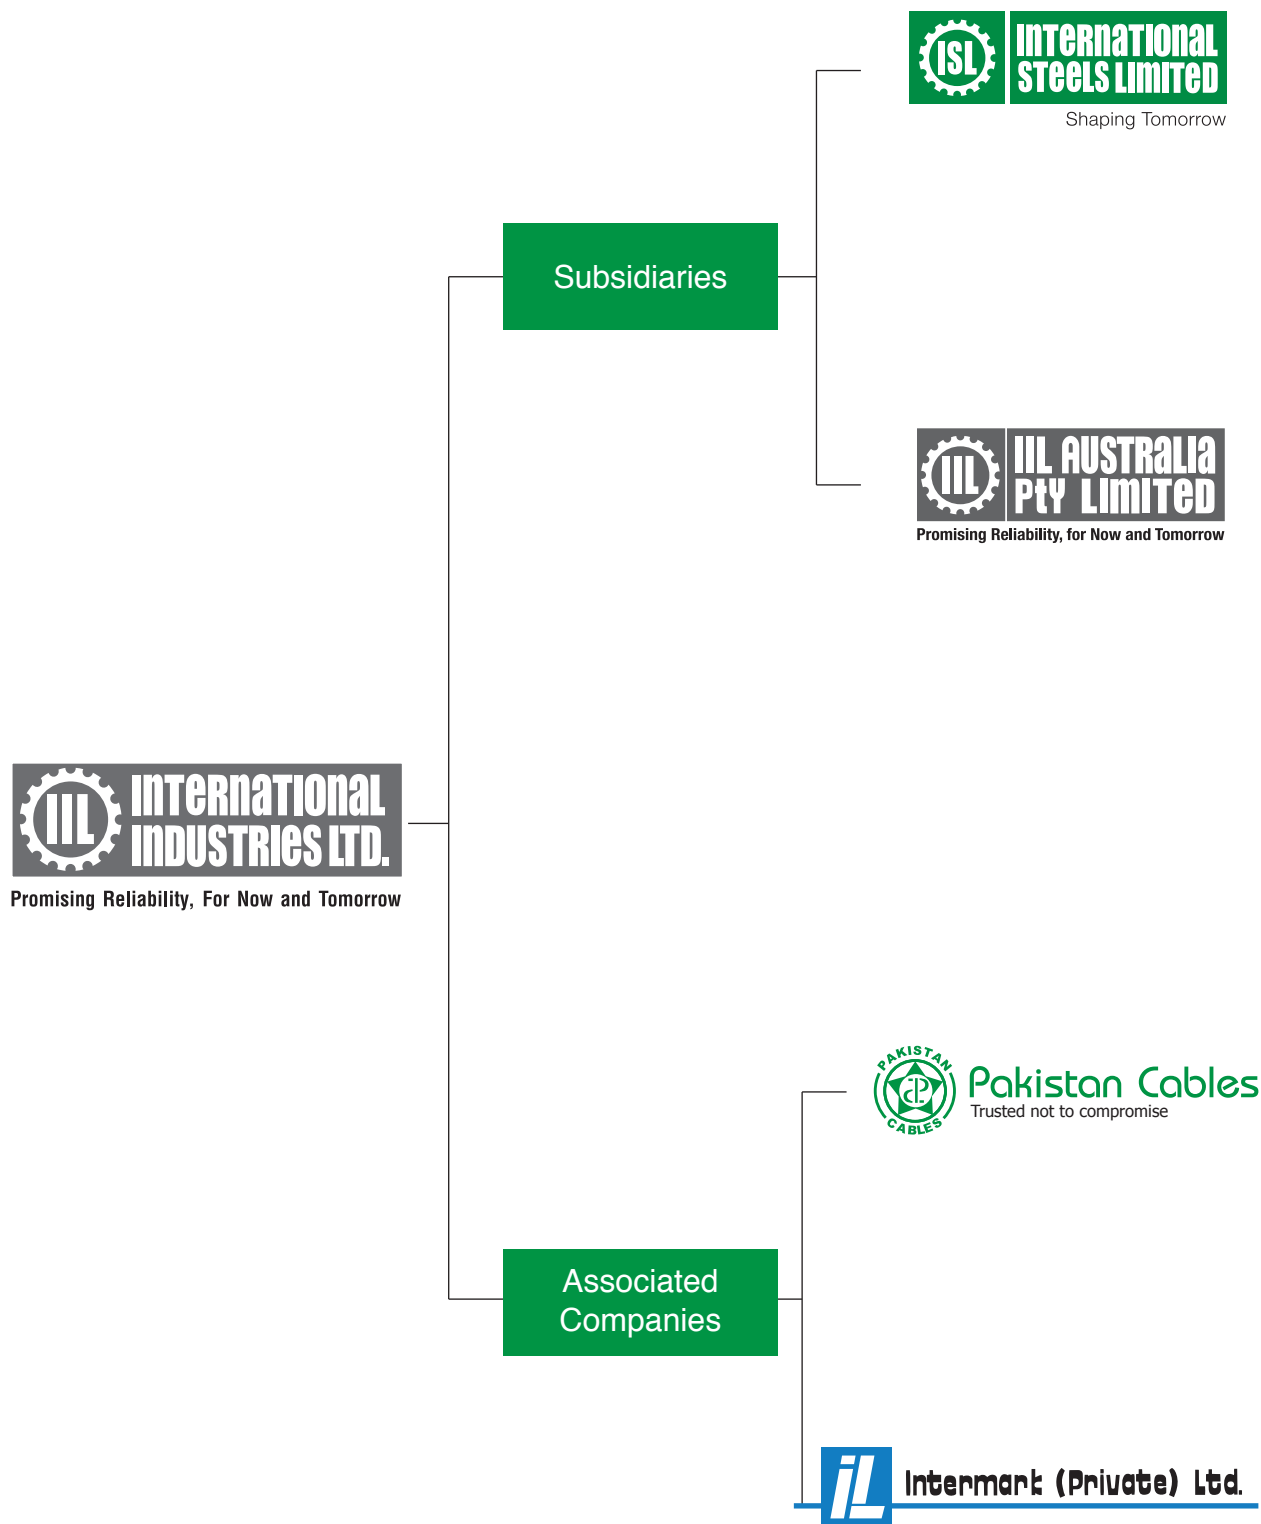 ISL
INTERNATIONAL
STEELS LIMITED
Shaping Tomorrow
Subsidiaries
IIL
IIL AUSTRALIA
Pty LIMITED
Promising Reliability, for Now and Tomorrow
IIL
INTERNATIONAL
INDUSTRIES LTD.
Promising Reliability, For Now and Tomorrow
PAKISTAN
CABLES
Pakistan Cables
Trusted not to compromise
Associated
Companies
iL
Intermark (Private) Ltd.